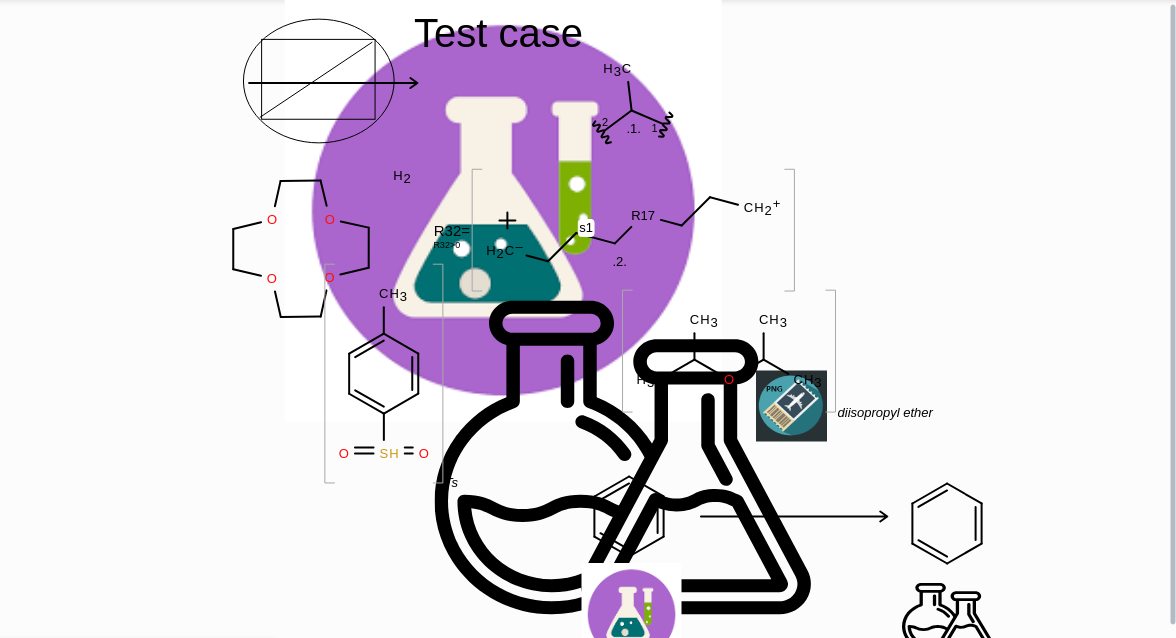 Test case
H3C
2
.1.
1
H2
CH2+
R17
O
O
s1
R32=
R32>0
H2C−
.2.
O
O
CH3
CH3
CH3
H3
O
CH3
PNG
diisopropyl ether
O
SH
O
Ts